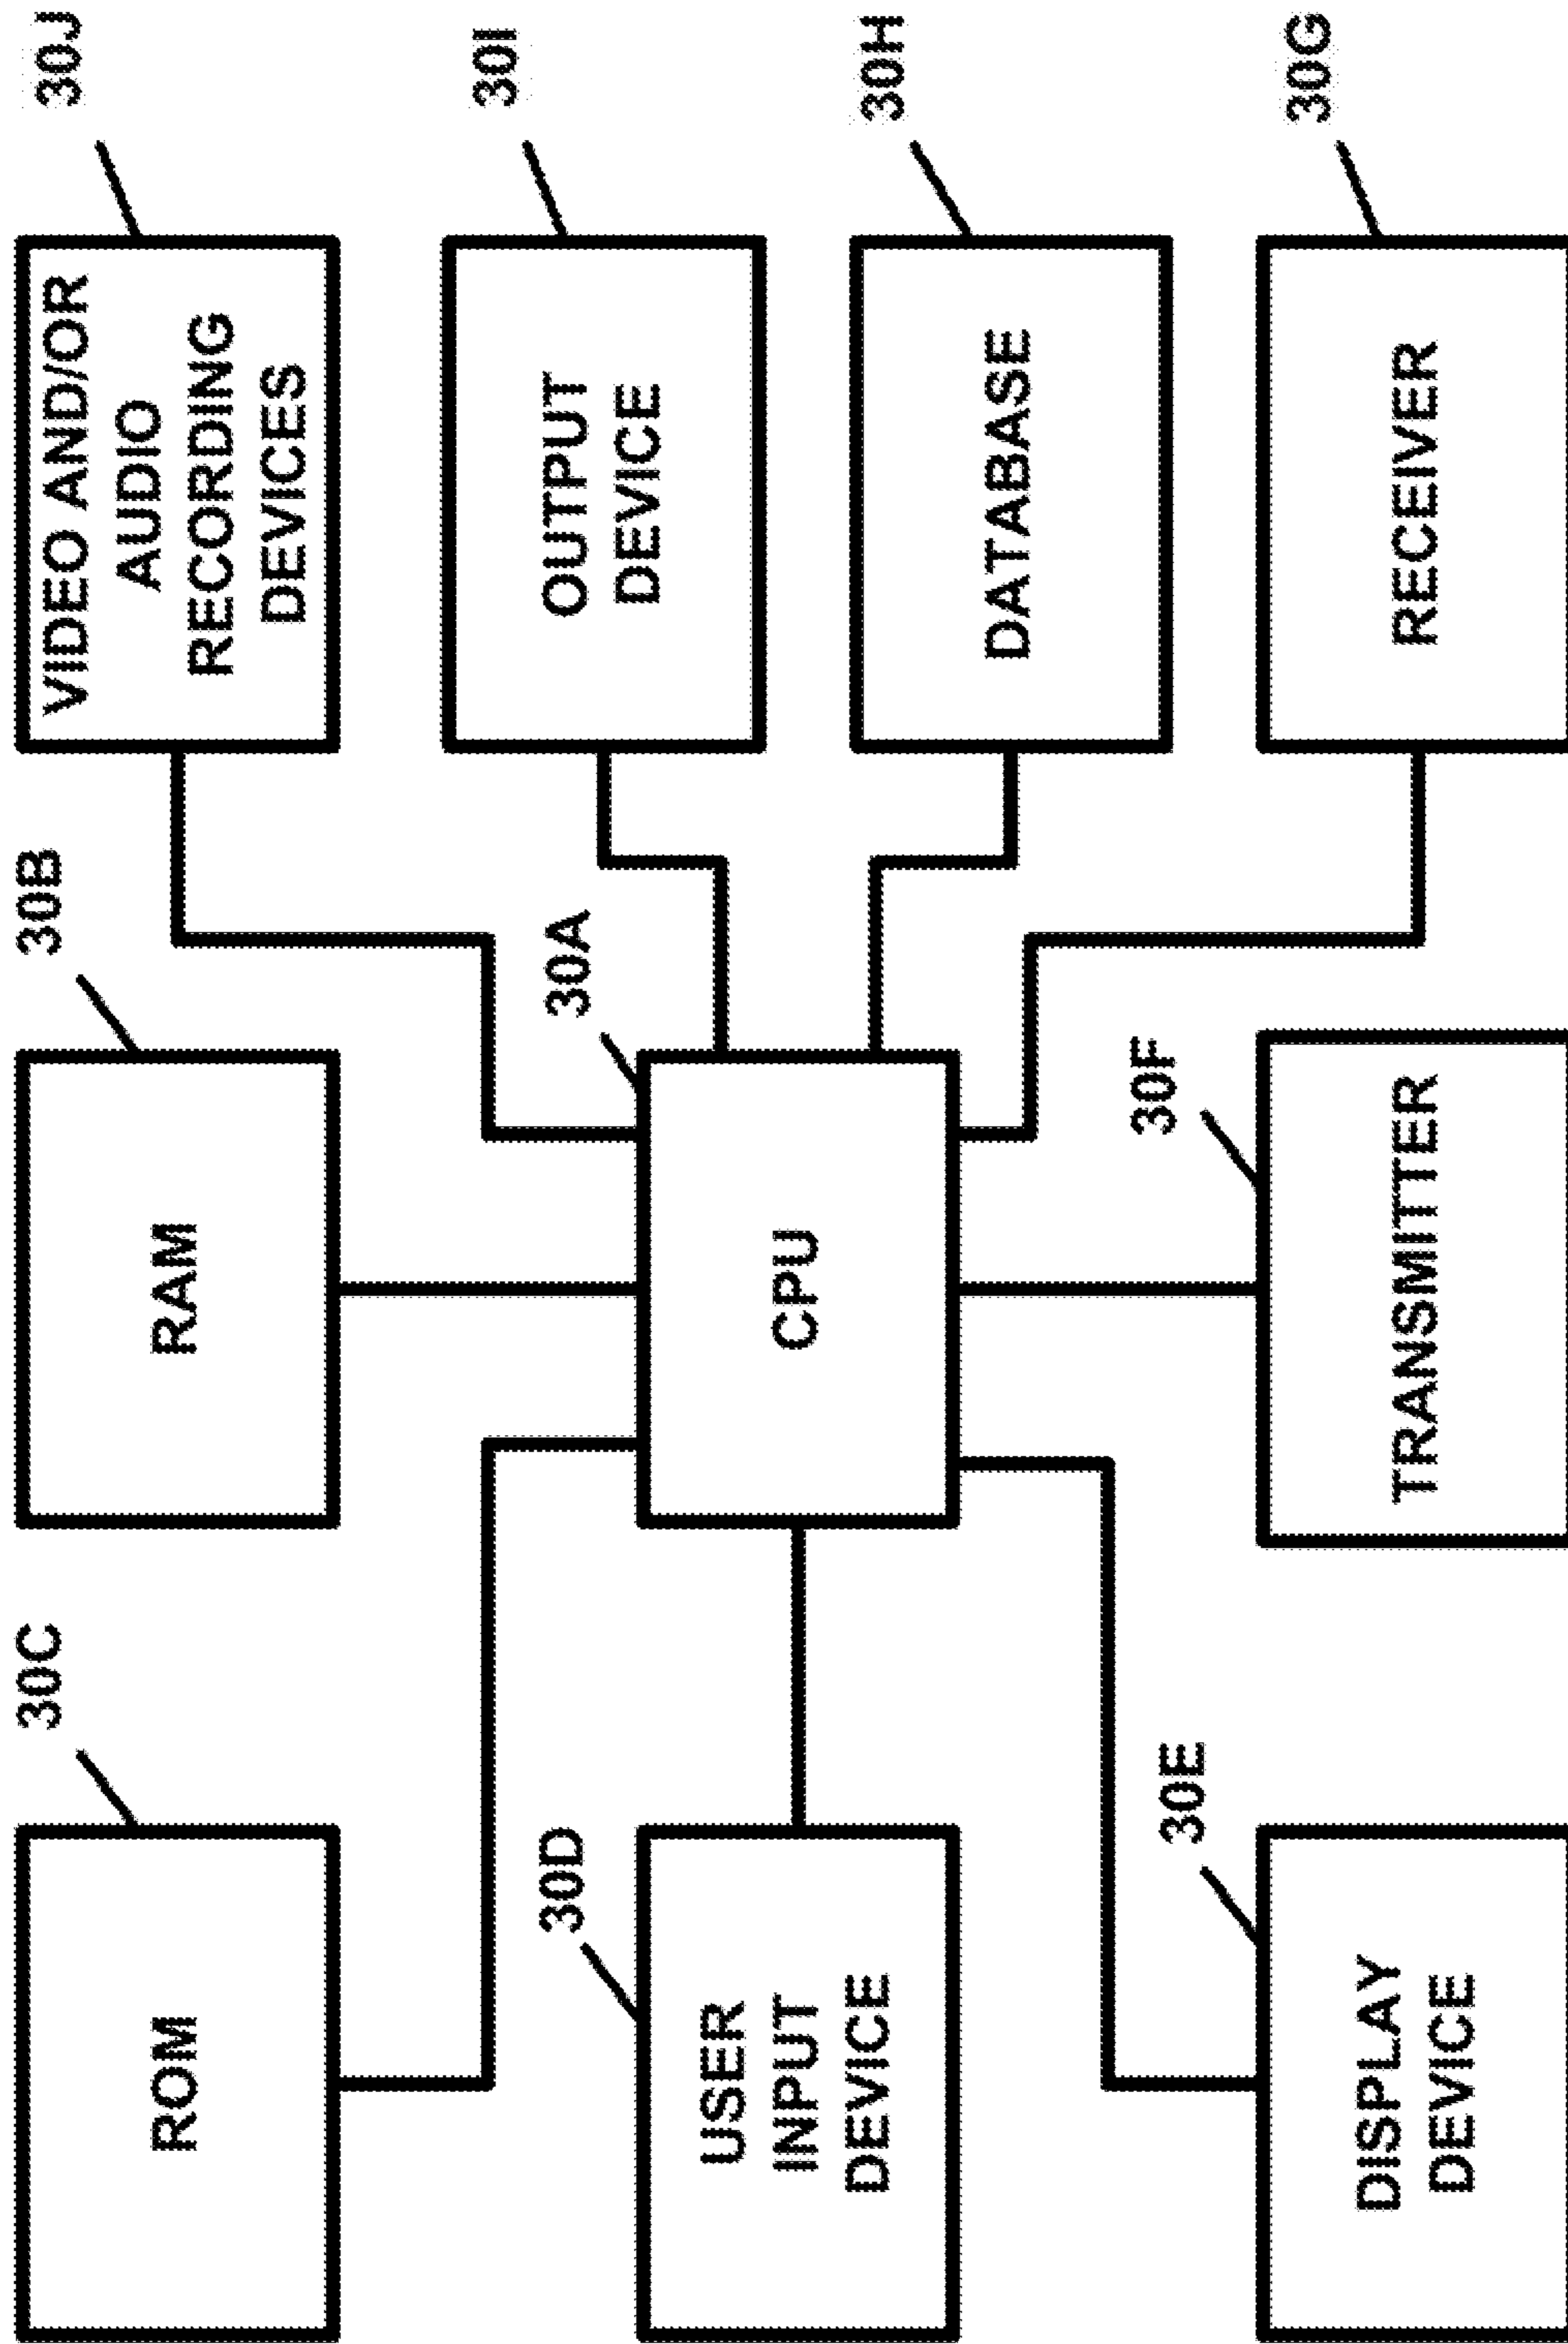 30C
30B
30J
ROM
RAM
VIDEO AND/OR
AUDIO
RECORDING
DEVICES
30D
30A
30I
USER
INPUT
DEVICE
CPU
OUTPUT
DEVICE
30H
DATABASE
30E
30F
30G
DISPLAY
DEVICE
TRANSMITTER
RECEIVER